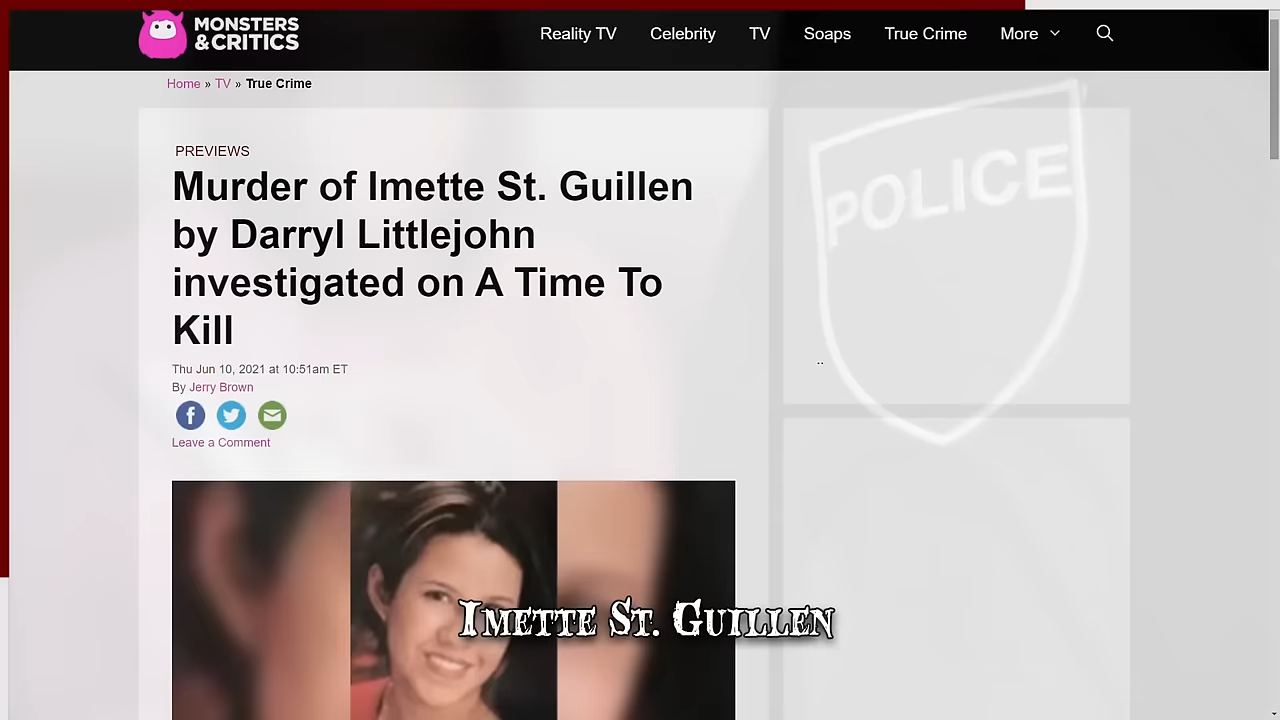 MONSTERS
& CRITICS
Reality TV Celebrity TV Soaps True Crime More
Home » TV » True Crime
POLICE
PREVIEWS
Murder of Imette St. Guillen
by Darryl Littlejohn
investigated on A Time To
Kill
Thu Jun 10, 2021 at 10:51am ET
By Jerry Brown
Leave a Comment
Imette St. Guillen